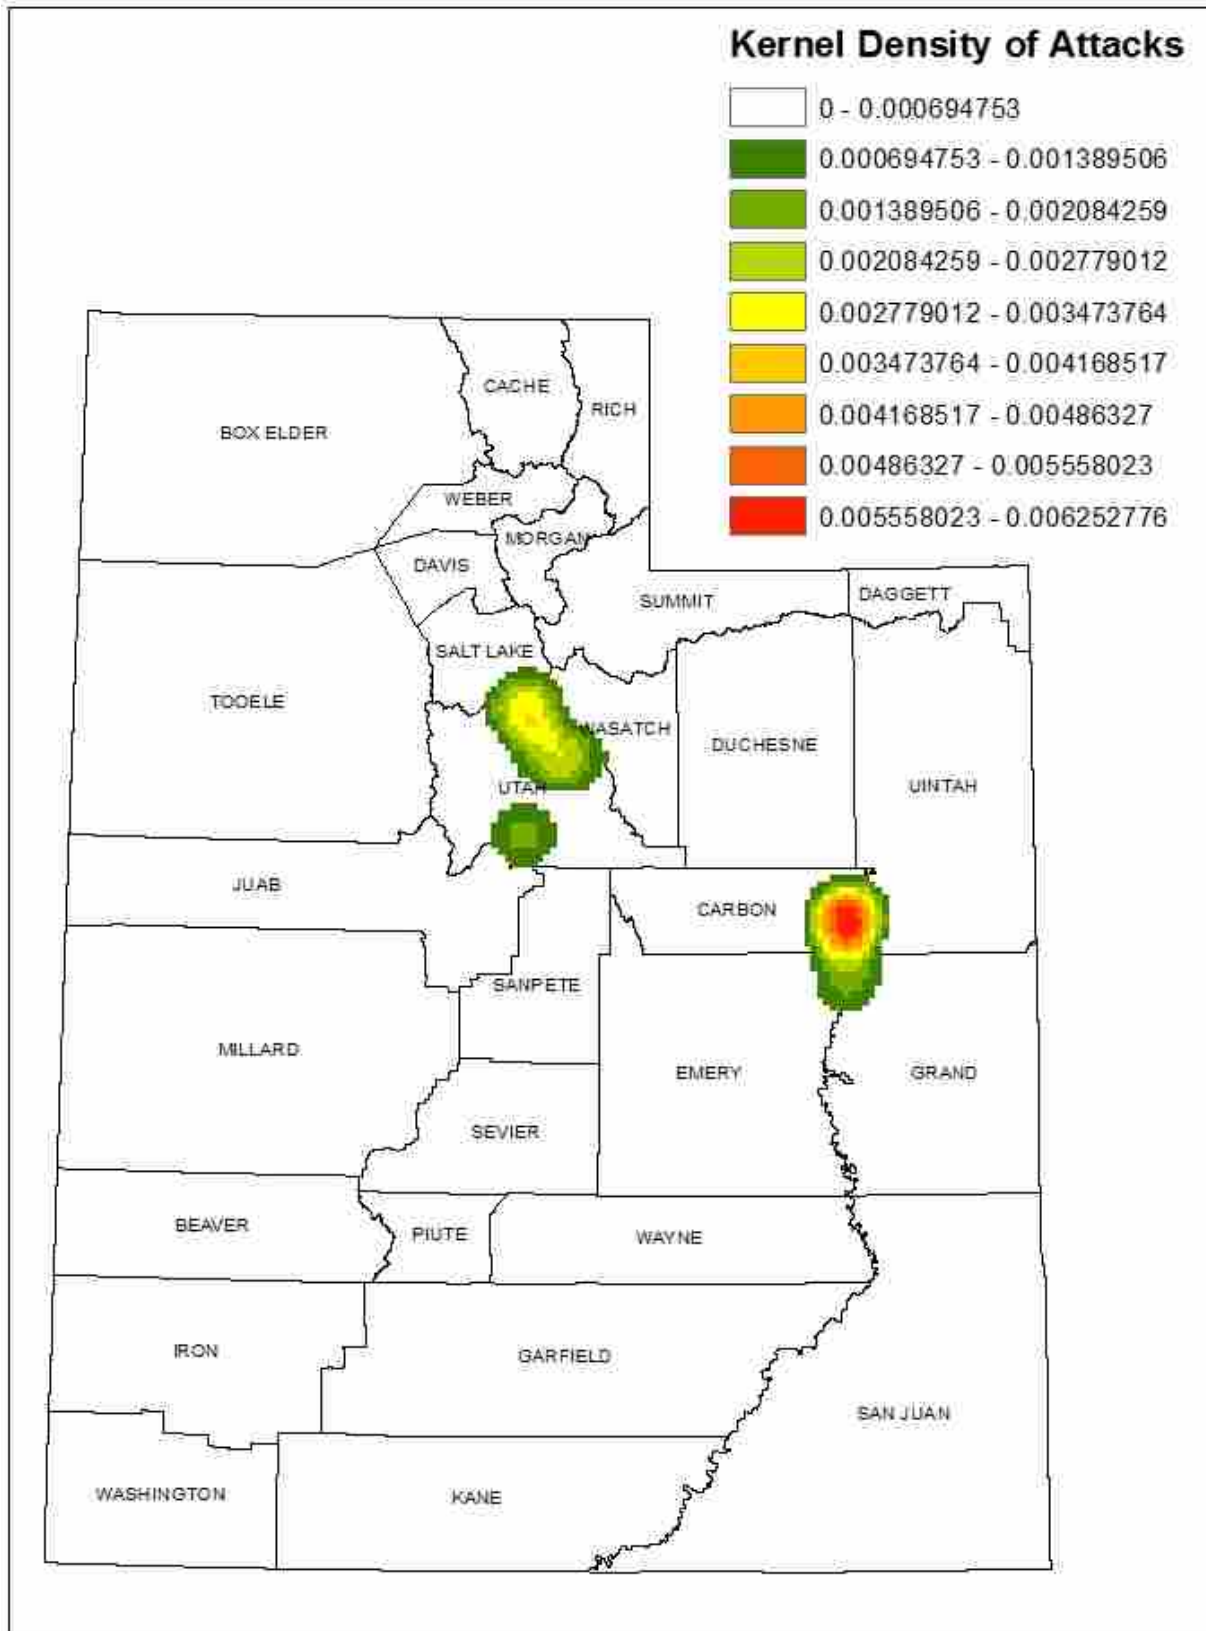 Kernel Density of Attacks
0 - 0.000694753
0.000694753 - 0.001389506
0.001389506 - 0.002084259
0.002084259 - 0.002779012
0.002779012 - 0.003473764
0.003473764 - 0.004168517
0.004168517 - 0.00486327
0.00486327 - 0.005558023
0.005558023 - 0.006252776
CACHE
RICH
BOX ELDER
WEBER
MORGAN
DAVIS
DAGGETT
SUMMIT
SALT LAKE
TOOELE
WASATCH
DUCHESNE
UTAH
UINTAH
JUAB
CARBON
SANPETE
MILLARD
EMERY
GRAND
SEVIER
BEAVER
PIUTE
WAYNE
IRON
GARFIELD
SAN JUAN
WASHINGTON
KANE